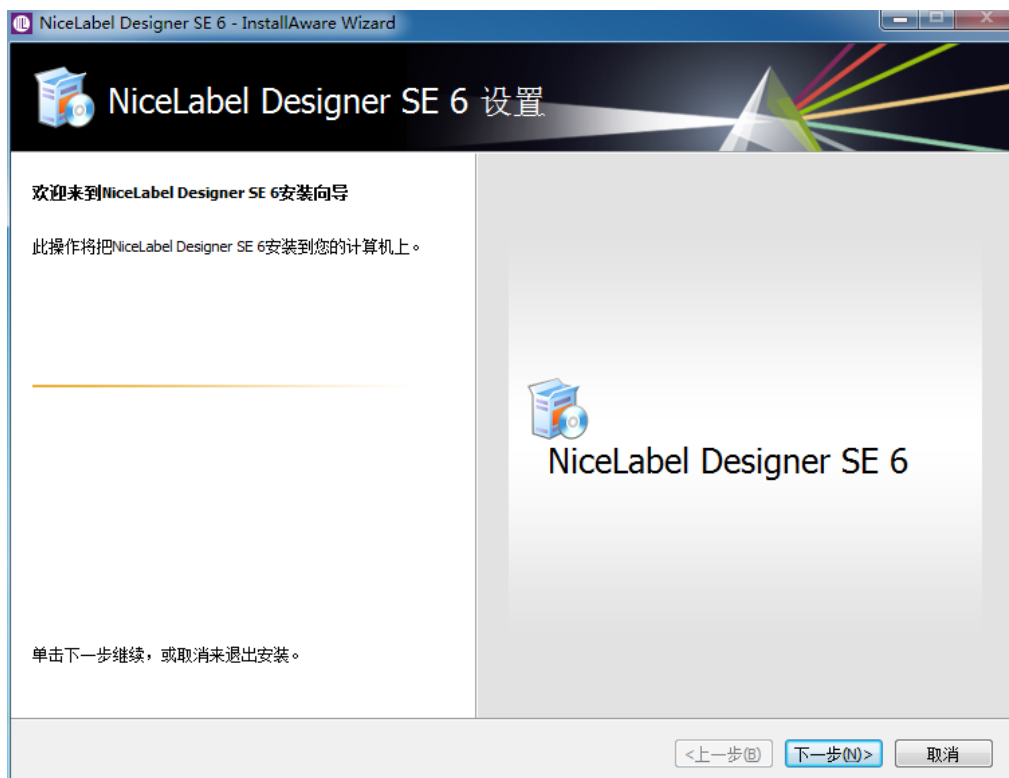 NiceLabel Designer SE 6 - InstallAware Wizard
NiceLabel Designer SE 6 设置
欢迎来到NiceLabel Designer SE 6安装向导
此操作将把NiceLabel Designer SE 6安装到您的计算机上。
NiceLabel Designer SE 6
单击下一步继续，或取消来退出安装。
<上一步(B)
下一步(N)>
取消